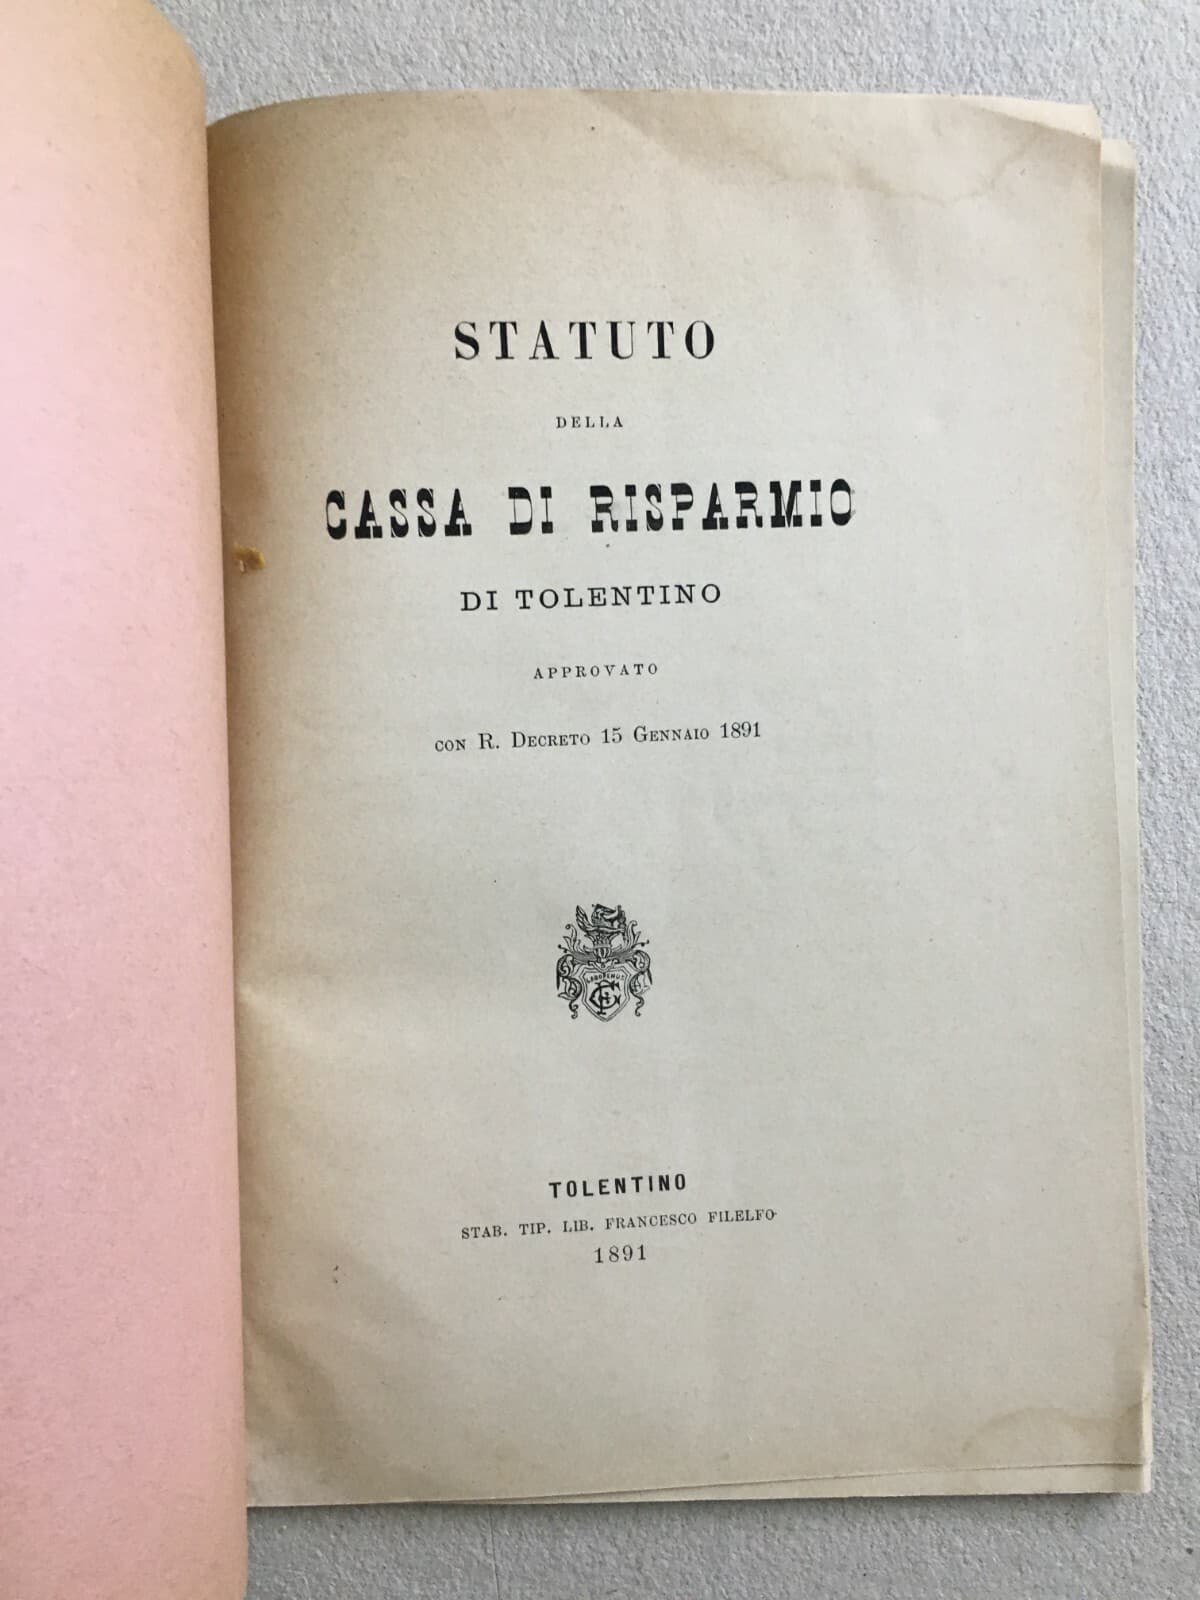 STATUTO
DELLA
CASSA DI RISPARMIO
DI TOLENTINO
APPROVATO
CON R. DECRETO 15 GENNAIO 1891
TOLENTINO
STAB. TIP. LIB. FRANCESCO FILELFO
1891